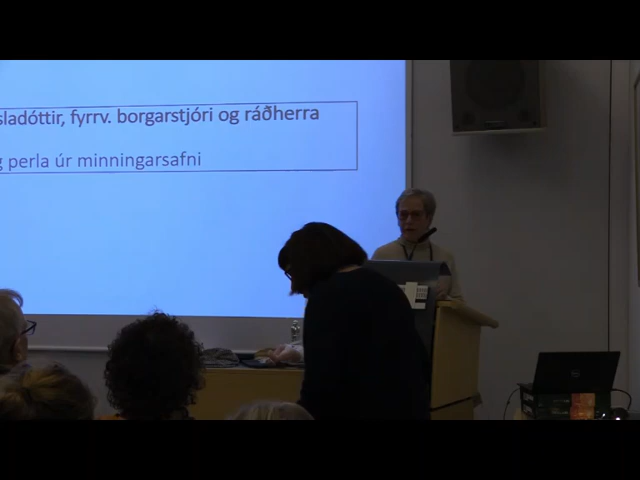 sladóttir, fyrrv. borgarstjóri og ráðherra
g perla úr minningarsafni